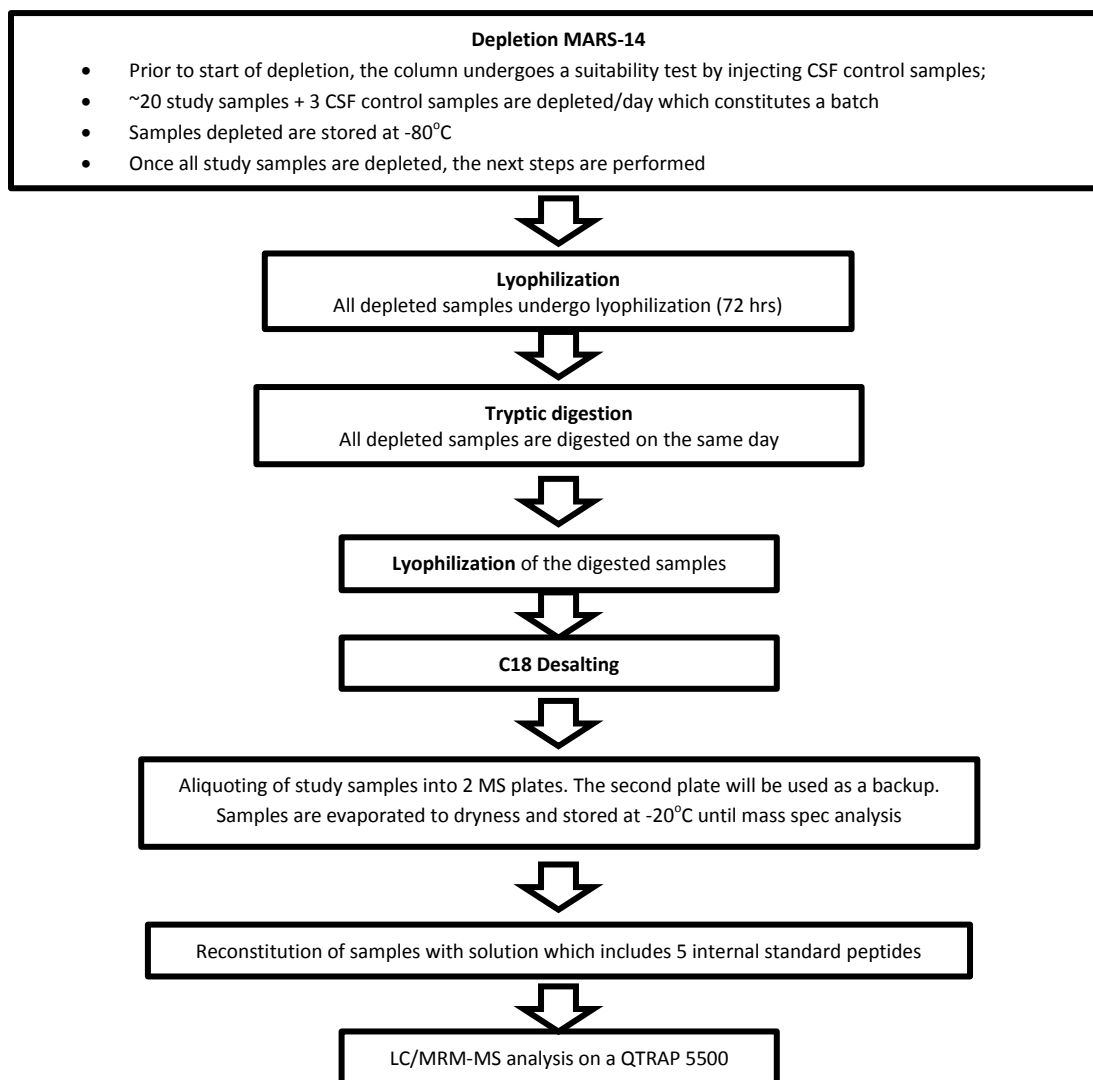 Depletion MARS-14
• Prior to start of depletion, the column undergoes a suitability test by injecting CSF control samples;
• ~20 study samples + 3 CSF control samples are depleted/day which constitutes a batch
• Samples depleted are stored at -80°C
• Once all study samples are depleted, the next steps are performed
Lyophilization
All depleted samples undergo lyophilization (72 hrs)
Tryptic digestion
All depleted samples are digested on the same day
Lyophilization of the digested samples
C18 Desalting
Aliquoting of study samples into 2 MS plates. The second plate will be used as a backup.
Samples are evaporated to dryness and stored at -20°C until mass spec analysis
Reconstitution of samples with solution which includes 5 internal standard peptides
LC/MRM-MS analysis on a QTRAP 5500